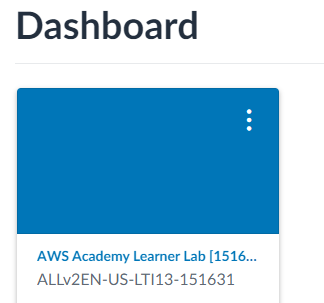 Dashboard
AWS Academy Learner Lab [1516...
ALLv2EN-US-LTI13-151631